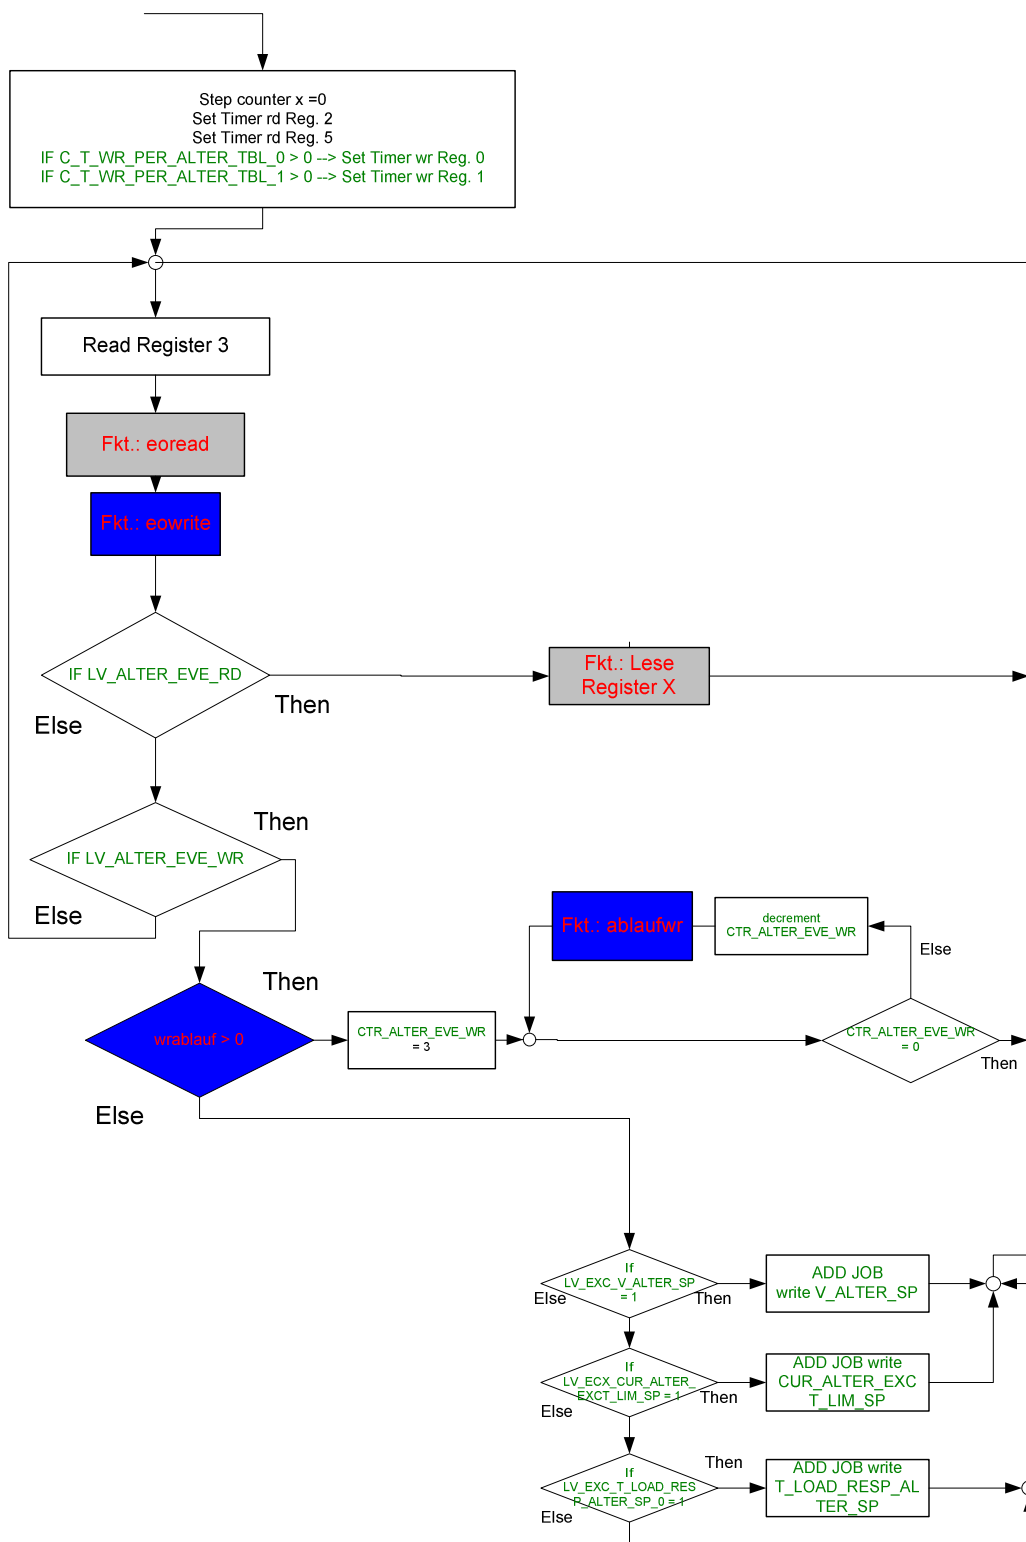 Step counter x =0
Set Timer rd Reg. 2
Set Timer rd Reg. 5
IF C_T_WR_PER_ALTER_TBL_0 > 0 --> Set Timer wr Reg. 0
IF C_T_WR_PER_ALTER_TBL_1 > 0 --> Set Timer wr Reg. 1
Read Register 3
Fkt.: eoread
Fkt.: eowrite
IF LV_ALTER_EVE_RD
Then
Else
Fkt.: Lese
Register X
IF LV_ALTER_EVE_WR
Then
Else
Fkt.: ablaufwr
decrement
CTR_ALTER_EVE_WR
Else
wrablauf > 0
Then
Else
CTR_ALTER_EVE_WR
= 3
CTR_ALTER_EVE_WR
= 0
Then
If
LV_EXC_V_ALTER_SP
= 1
Else
Then
ADD JOB
write V_ALTER_SP
If
LV_ECX_CUR_ALTER_
EXCT_LIM_SP = 1
Else
Then
ADD JOB write
CUR_ALTER_EXC
T_LIM_SP
If
LV_EXC_T_LOAD_RES
P_ALTER_SP_0 = 1
Else
Then
ADD JOB write
T_LOAD_RESP_AL
TER_SP